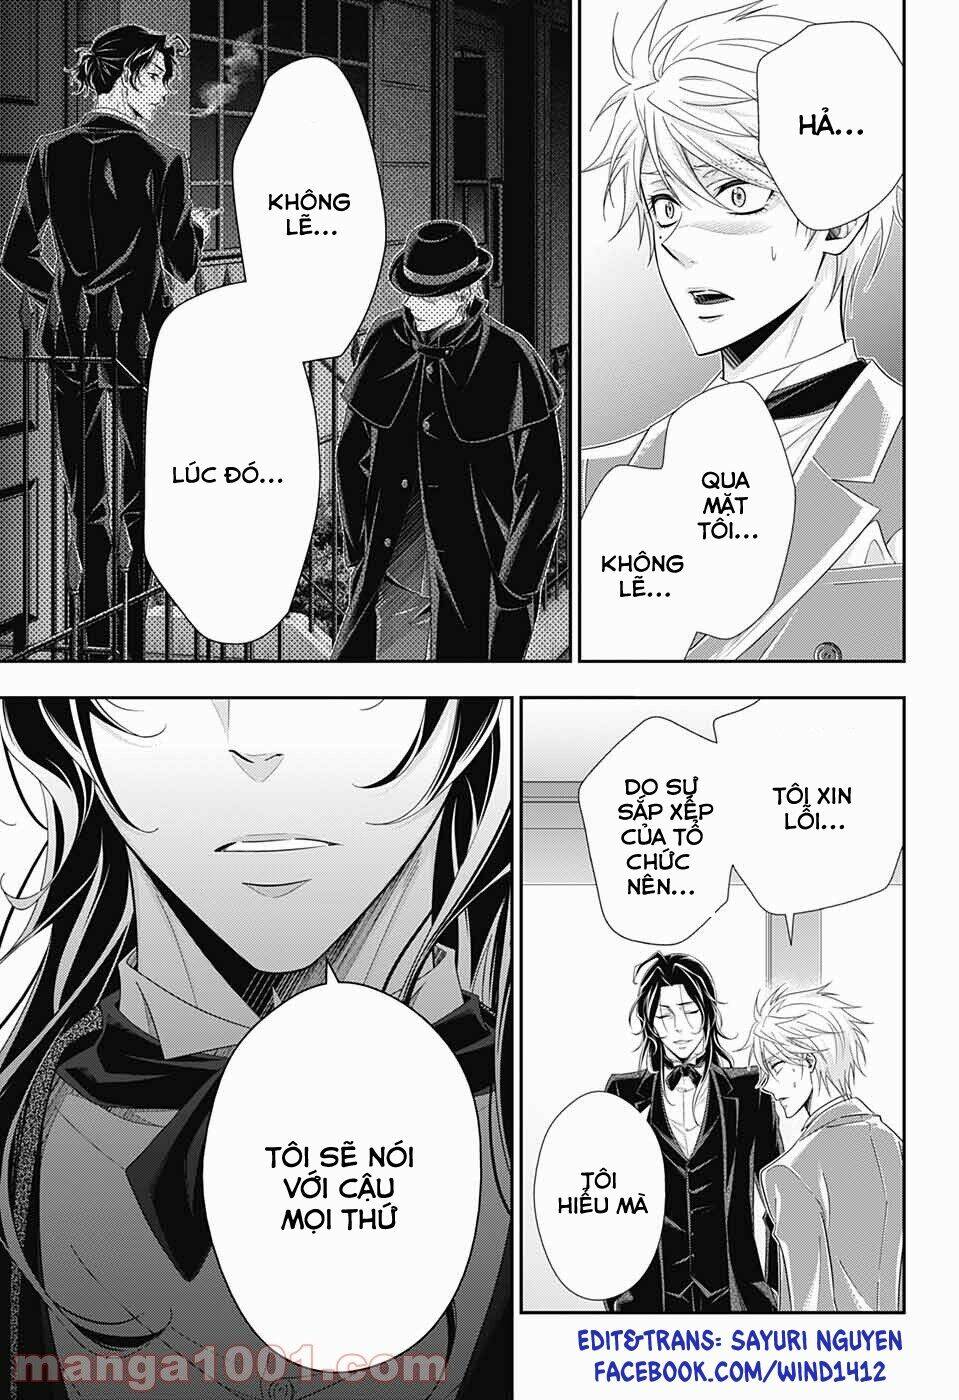 HẢ...
QUA
MẶT
TÔI...
KHÔNG
LẼ...
KHÔNG
LẼ...
LÚC ĐÓ...
TÔI XIN
LỖI...
DO SỰ
SẮP XẾP
CỦA TỔ
CHỨC
NÊN...
TÔI
HIỂU MÀ
TÔI SẼ NÓI
VỚI CẬU
MỌI THỨ
EDIT&TRANS: SAYURI NGUYEN
FACEBOOK.COM/WIND1412
manga1001.com